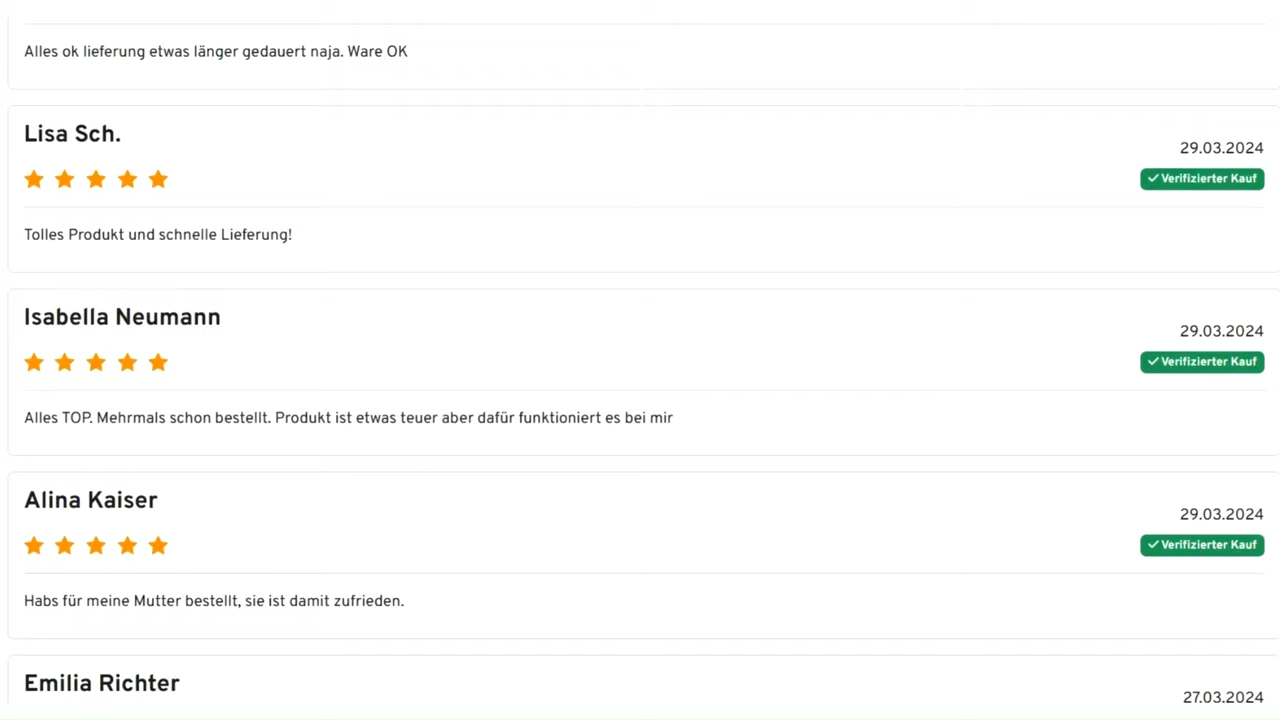 Alles ok lieferung etwas länger gedauert naja. Ware OK
Lisa Sch.
29.03.2024
Verifizierter Kauf
Tolles Produkt und schnelle Lieferung!
Isabella Neumann
29.03.2024
Verifizierter Kauf
Alles TOP. Mehrmals schon bestellt. Produkt ist etwas teuer aber dafür funktioniert es bei mir
Alina Kaiser
29.03.2024
Verifizierter Kauf
Habs für meine Mutter bestellt, sie ist damit zufrieden.
Emilia Richter
27.03.2024